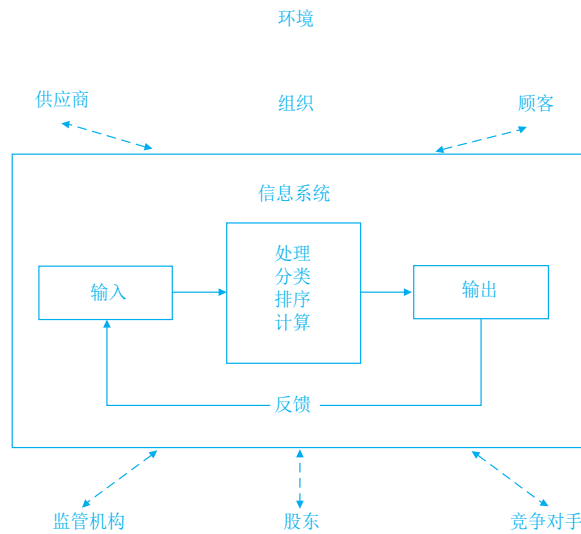 环境
供应商
组织
顾客
信息系统
输入
处理
分类
排序
计算
输出
反馈
监管机构
股东
竞争对手